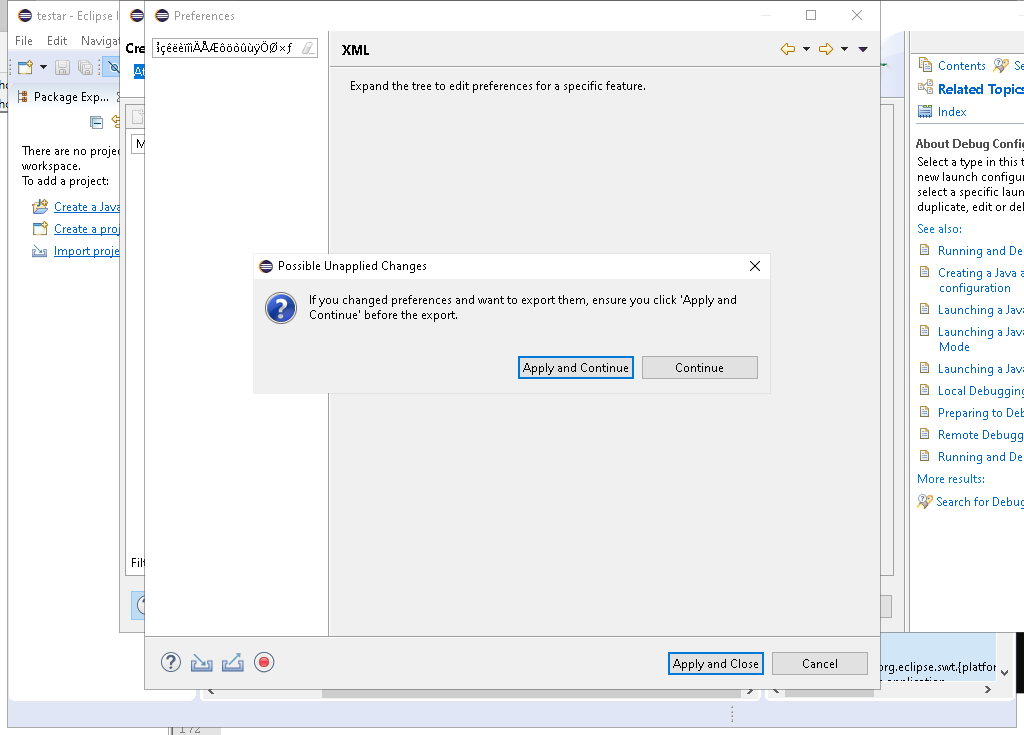 testar - Eclipse I
File Edit Navigat
Package Exp...
There are no projec
workspace.
To add a project:
Create a Java
Create a proj
Import proje
Cre
Filt
Preferences
XML
Expand the tree to edit preferences for a specific feature.
Possible Unapplied Changes
If you changed preferences and want to export them, ensure you click 'Apply and
Continue' before the export.
Apply and Continue
Continue
Apply and Close
Cancel
Contents Se
Related Topics
Index
About Debug Config
Select a type in this t
new launch configur
select a specific laun
duplicate, edit or del
See also:
Running and De
Creating a Java a
configuration
Launching a Java
Launching a Java
Mode
Launching a Java
Local Debugging
Preparing to Deb
Remote Debugg
Running and De
More results:
Search for Debug
org.eclipse.swt.{platfor
172